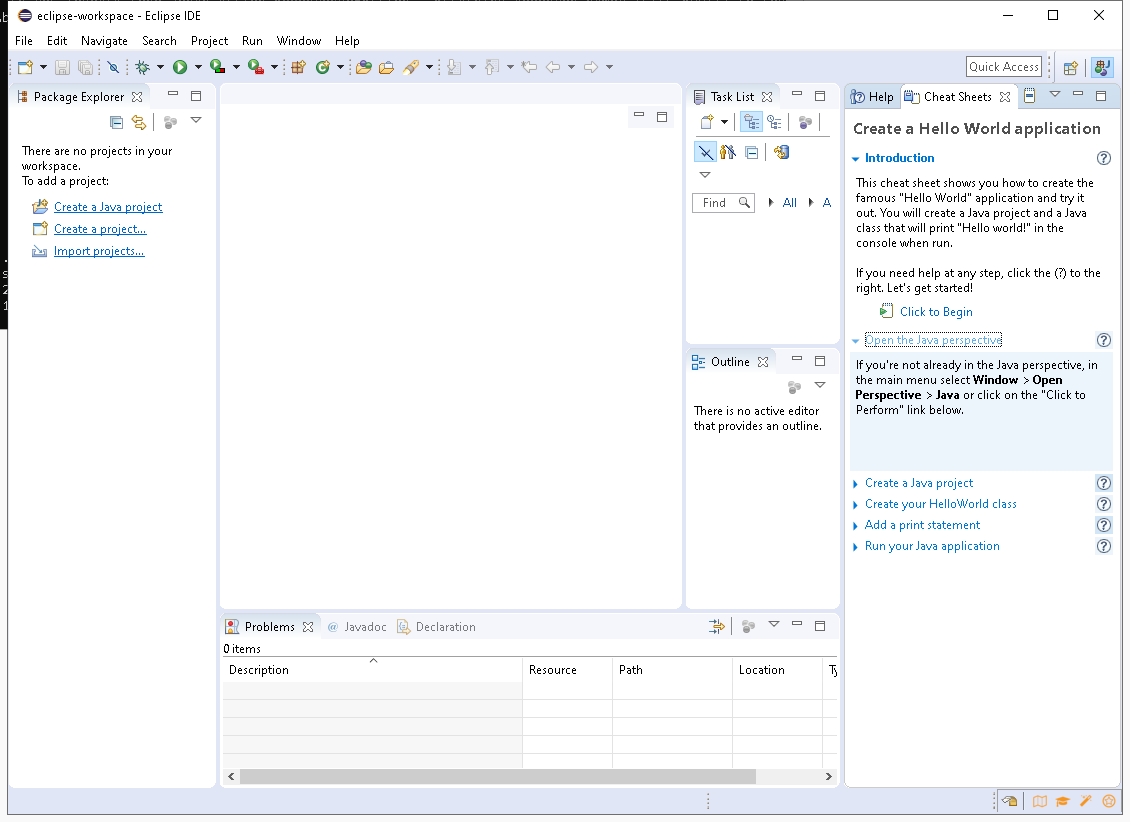 eclipse-workspace - Eclipse IDE
File Edit Navigate Search Project Run Window Help
Quick Access
Package Explorer
There are no projects in your
workspace.
To add a project:
Create a Java project
Create a project...
Import projects...
Task List
Find All A
Outline
There is no active editor
that provides an outline.
Help Cheat Sheets
Create a Hello World application
Introduction
This cheat sheet shows you how to create the
famous "Hello World" application and try it
out. You will create a Java project and a Java
class that will print "Hello world!" in the
console when run.
If you need help at any step, click the (?) to the
right. Let's get started!
Click to Begin
Open the Java perspective
If you're not already in the Java perspective, in
the main menu select Window > Open
Perspective > Java or click on the "Click to
Perform" link below.
Create a Java project
Create your HelloWorld class
Add a print statement
Run your Java application
Problems @ Javadoc Declaration
0 items
Description Resource Path Location